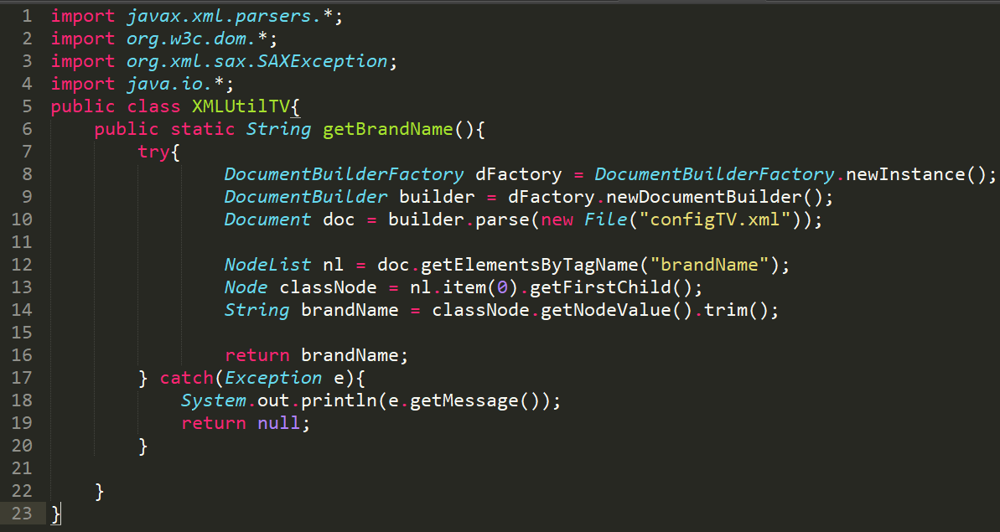 1 import javax.xml.parsers.*;
2 import org.w3c.dom.*;
3 import org.xml.sax.SAXException;
4 import java.io.*;
5 public class XMLUtilTV{
6     public static String getBrandName(){
7         try{
8                 DocumentBuilderFactory dFactory = DocumentBuilderFactory.newInstance();
9                 DocumentBuilder builder = dFactory.newDocumentBuilder();
10                 Document doc = builder.parse(new File("configTV.xml"));
11
12                 NodeList nl = doc.getElementsByTagName("brandName");
13                 Node classNode = nl.item(0).getFirstChild();
14                 String brandName = classNode.getNodeValue().trim();
15
16                 return brandName;
17         } catch(Exception e){
18             System.out.println(e.getMessage());
19             return null;
20         }
21
22     }
23 }